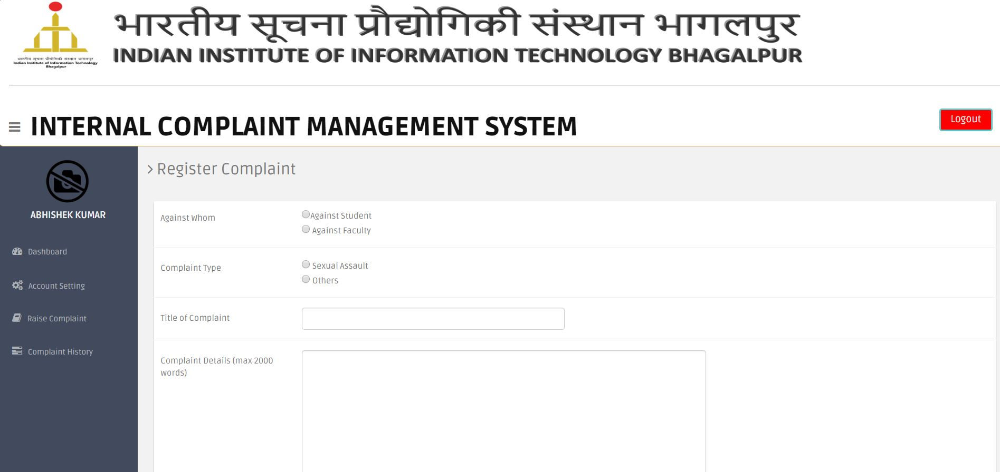 भारतीय सूचना प्रौद्योगिकी संस्थान भागलपुर
INDIAN INSTITUTE OF INFORMATION TECHNOLOGY BHAGALPUR
भारतीय सूचना प्रौद्योगिकी संस्थान भागलपुर
Indian Institute of Information Technology
Bhagalpur
INTERNAL COMPLAINT MANAGEMENT SYSTEM
Logout
ABHISHEK KUMAR
Dashboard
Account Setting
Raise Complaint
Complaint History
> Register Complaint
Against Whom
Against Student
Against Faculty
Complaint Type
Sexual Assault
Others
Title of Complaint
Complaint Details (max 2000
words)